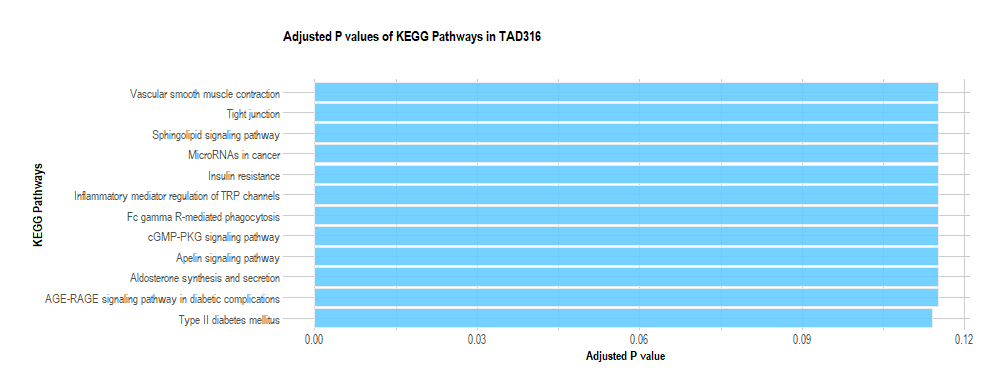 Adjusted P values of KEGG Pathways in TAD316
KEGG Pathways
Vascular smooth muscle contraction
Tight junction
Sphingolipid signaling pathway
MicroRNAs in cancer
Insulin resistance
Inflammatory mediator regulation of TRP channels
Fc gamma R-mediated phagocytosis
cGMP-PKG signaling pathway
Apelin signaling pathway
Aldosterone synthesis and secretion
AGE-RAGE signaling pathway in diabetic complications
Type II diabetes mellitus
0.00 0.03 0.06 0.09 0.12
Adjusted P value